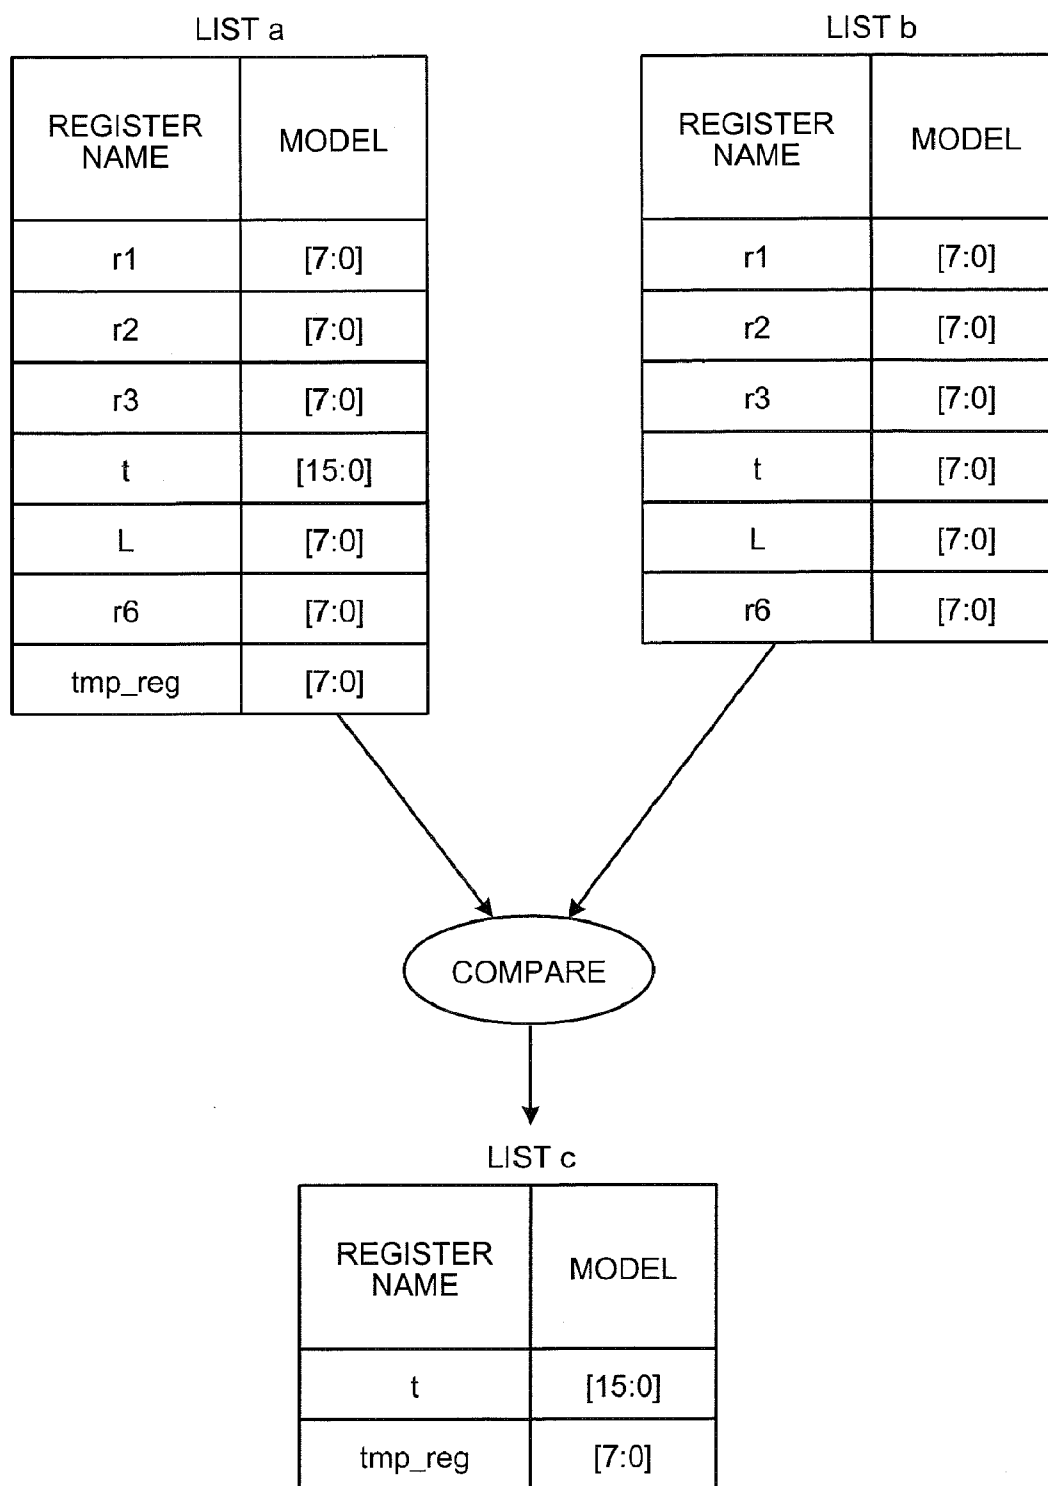 LIST a
REGISTER NAME MODEL
r1 [7:0]
r2 [7:0]
r3 [7:0]
t [15:0]
L [7:0]
r6 [7:0]
tmp_reg [7:0]
LIST b
REGISTER NAME MODEL
r1 [7:0]
r2 [7:0]
r3 [7:0]
t [7:0]
L [7:0]
r6 [7:0]
COMPARE
LIST c
REGISTER NAME MODEL
t [15:0]
tmp_reg [7:0]